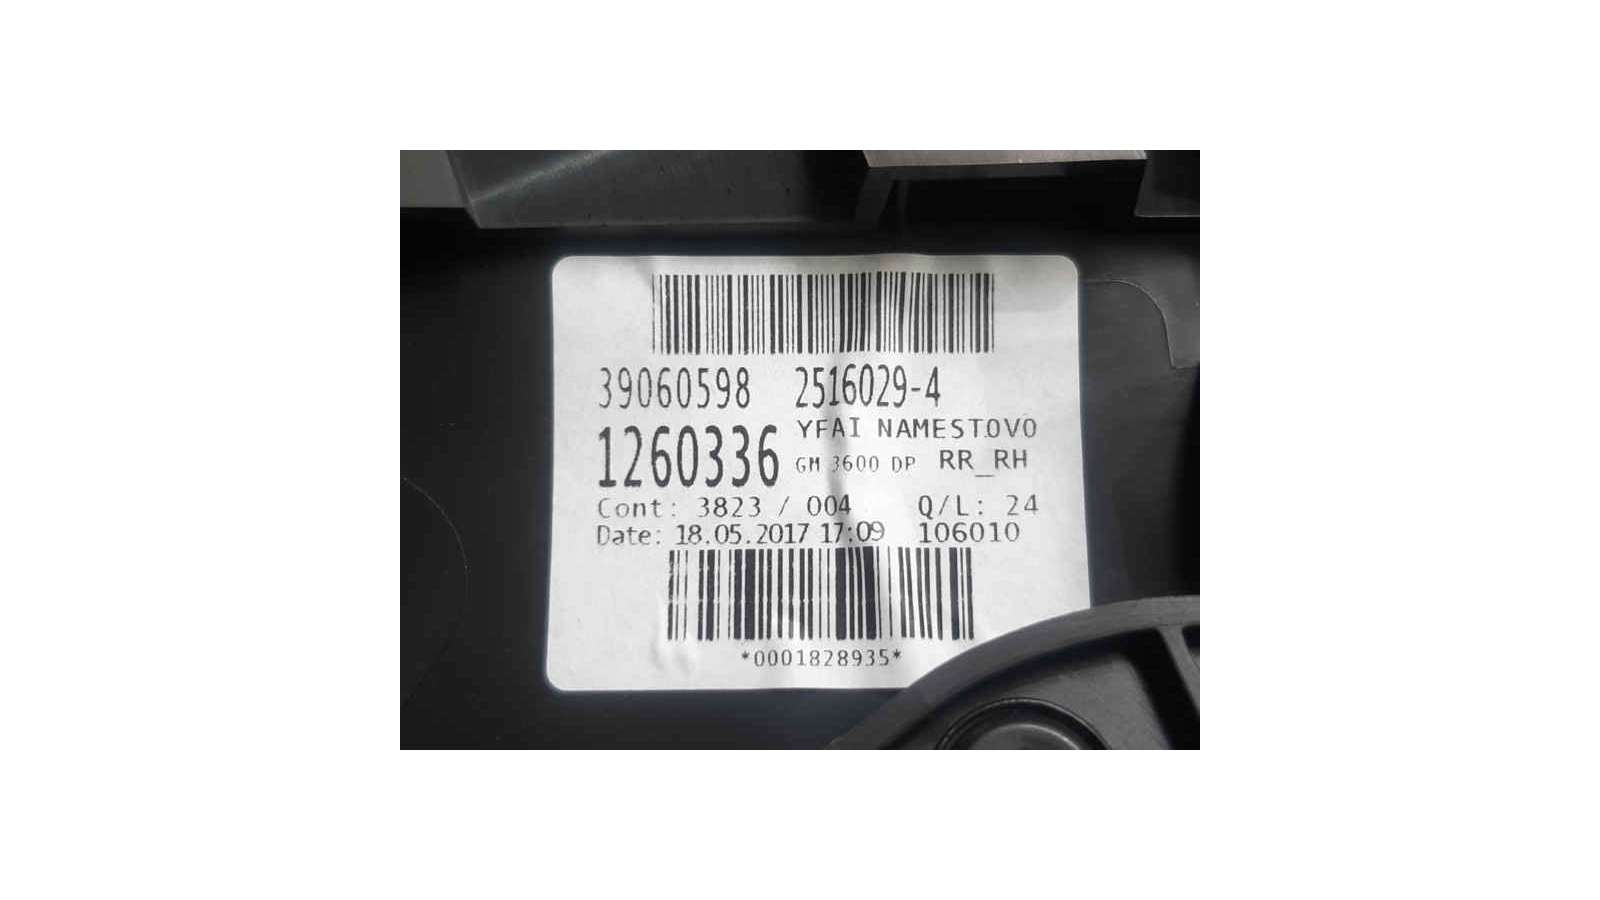 39060598 2516029-4
1260336 YFAI NAMESTOVO
GM 3600 DP RR_RH
Cont: 3823 / 004 Q/L: 24
Date: 18.05.2017 17:09 106010
*0001828935*